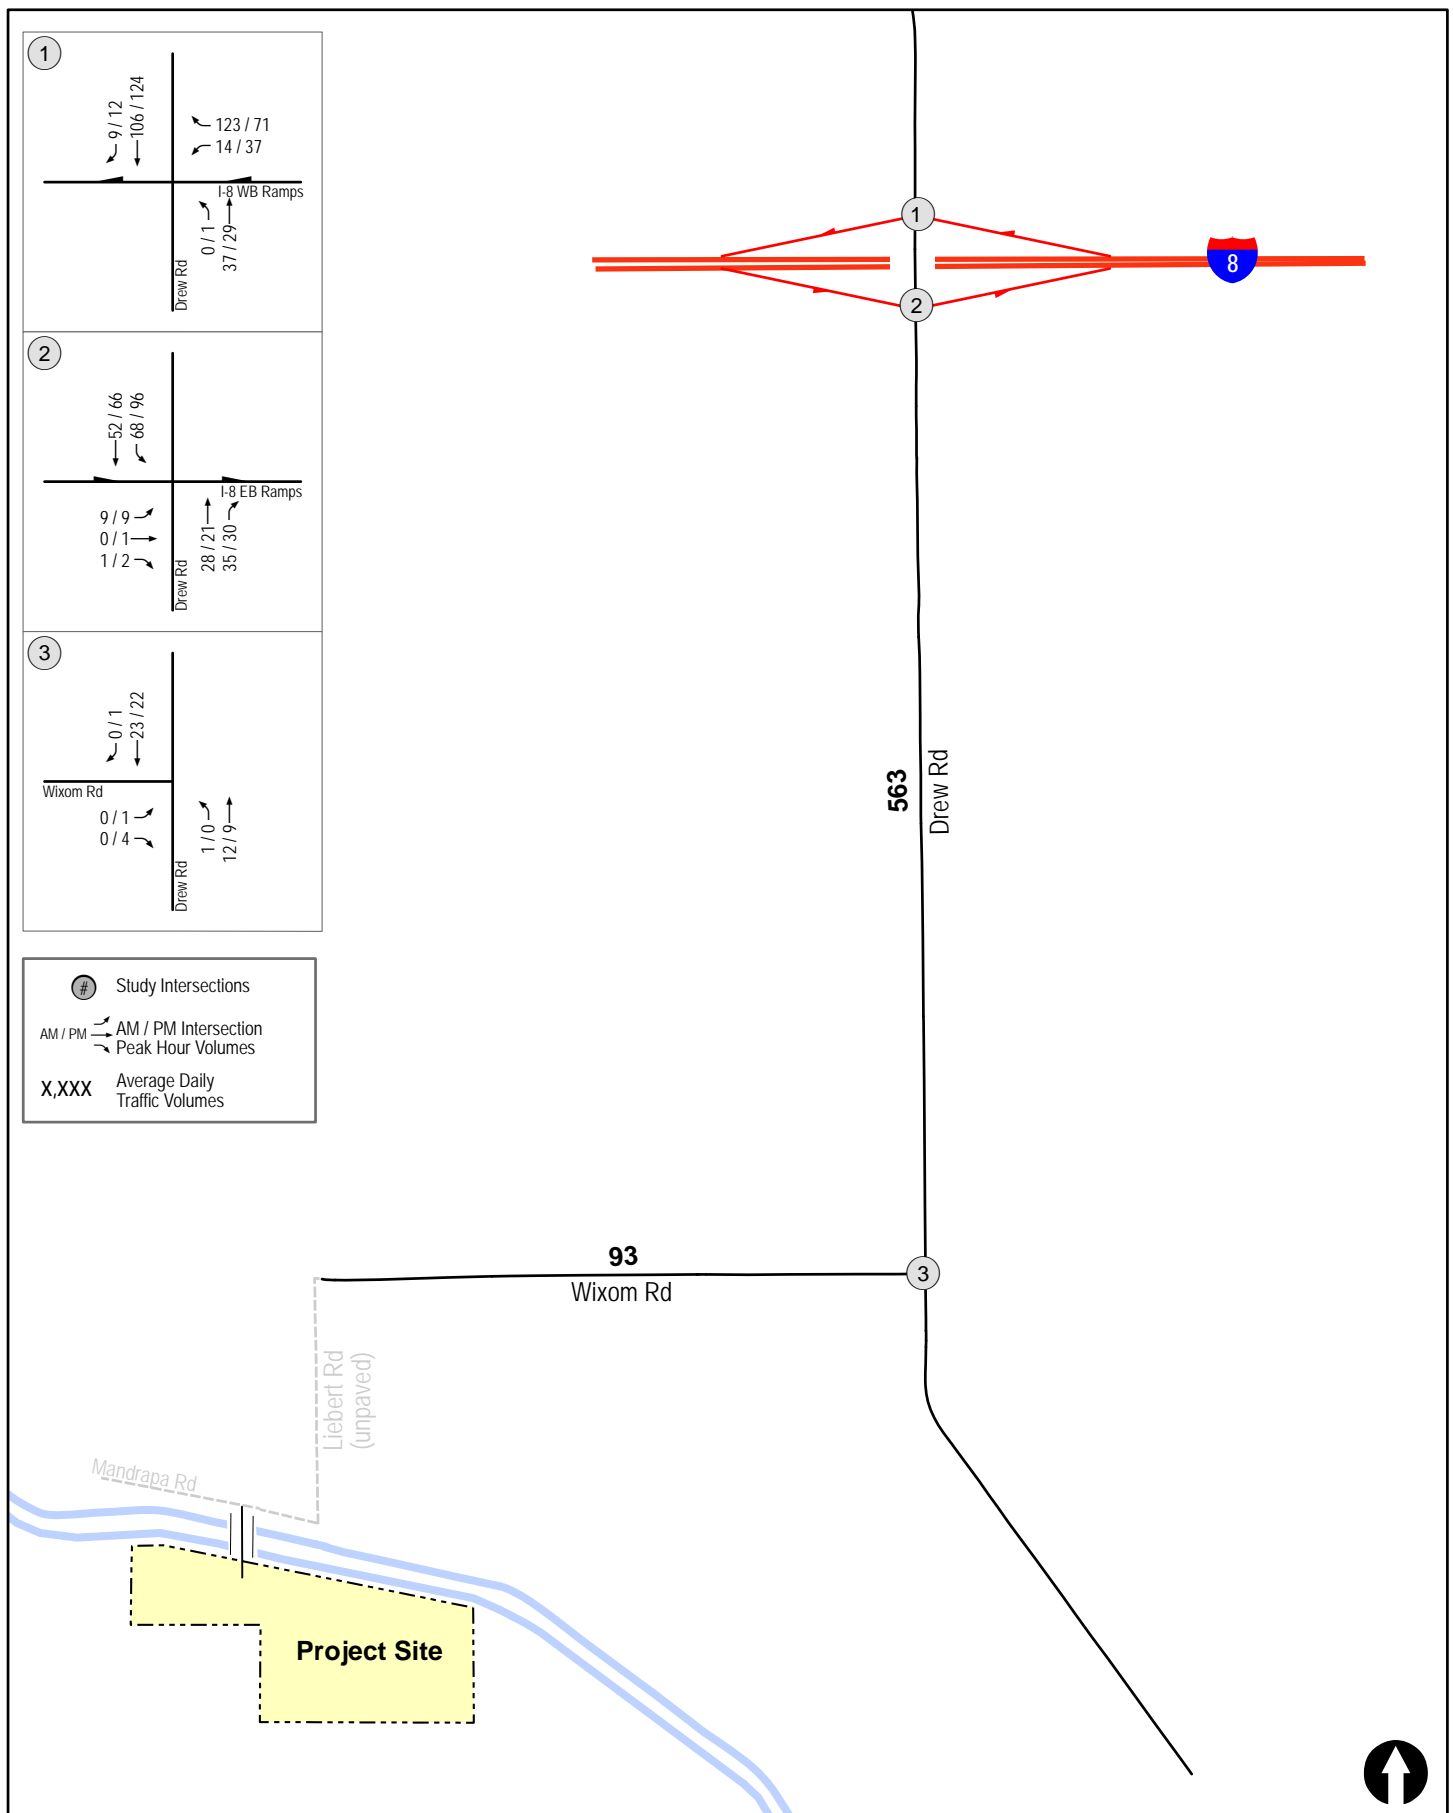 1
9 / 12
106 / 124
123 / 71
14 / 37
I-8 WB Ramps
0 / 1
37 / 29
Drew Rd
2
52 / 66
68 / 96
I-8 EB Ramps
9 / 9
0 / 1
1 / 2
28 / 21
35 / 30
Drew Rd
3
0 / 1
23 / 22
Wixom Rd
0 / 1
0 / 4
1 / 0
12 / 9
Drew Rd
# Study Intersections
AM / PM
AM / PM Intersection
Peak Hour Volumes
X,XXX
Average Daily
Traffic Volumes
1
8
2
563
Drew Rd
93
3
Wixom Rd
Liebert Rd
(unpaved)
Mandrapa Rd
Project Site